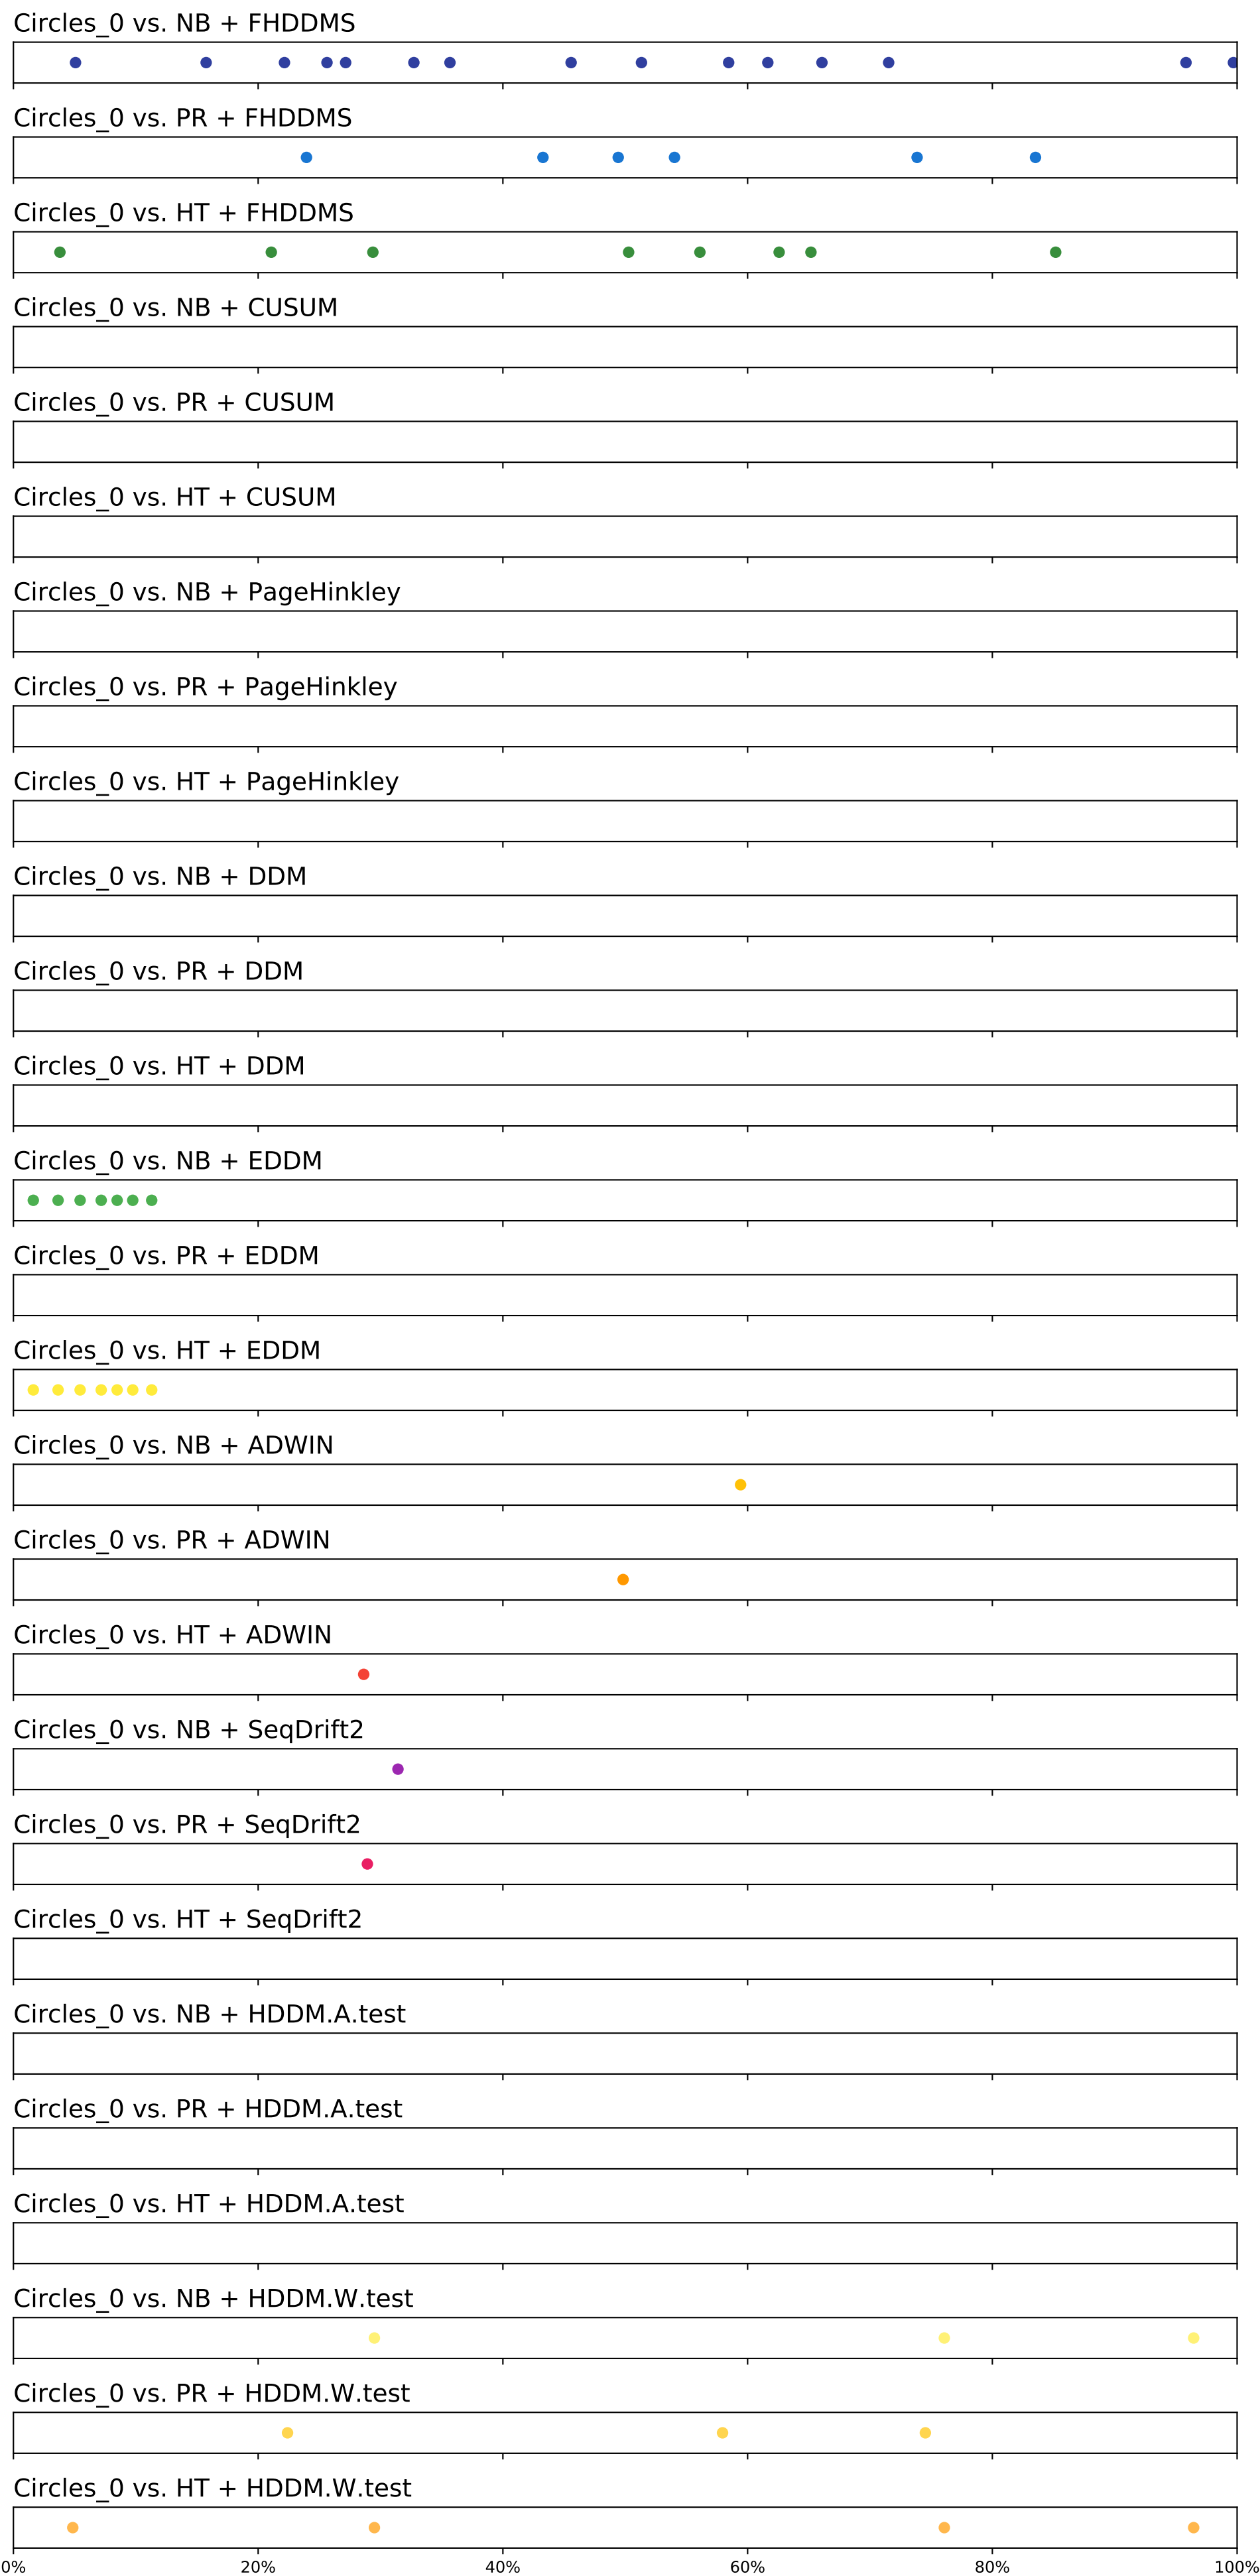 Circles_0 vs. NB + FHDDMS
Circles_0 vs. PR + FHDDMS
Circles_0 vs. HT + FHDDMS
Circles_0 vs. NB + CUSUM
Circles_0 vs. PR + CUSUM
Circles_0 vs. HT + CUSUM
Circles_0 vs. NB + PageHinkley
Circles_0 vs. PR + PageHinkley
Circles_0 vs. HT + PageHinkley
Circles_0 vs. NB + DDM
Circles_0 vs. PR + DDM
Circles_0 vs. HT + DDM
Circles_0 vs. NB + EDDM
Circles_0 vs. PR + EDDM
Circles_0 vs. HT + EDDM
Circles_0 vs. NB + ADWIN
Circles_0 vs. PR + ADWIN
Circles_0 vs. HT + ADWIN
Circles_0 vs. NB + SeqDrift2
Circles_0 vs. PR + SeqDrift2
Circles_0 vs. HT + SeqDrift2
Circles_0 vs. NB + HDDM.A.test
Circles_0 vs. PR + HDDM.A.test
Circles_0 vs. HT + HDDM.A.test
Circles_0 vs. NB + HDDM.W.test
Circles_0 vs. PR + HDDM.W.test
Circles_0 vs. HT + HDDM.W.test
0% 20% 40% 60% 80% 100%